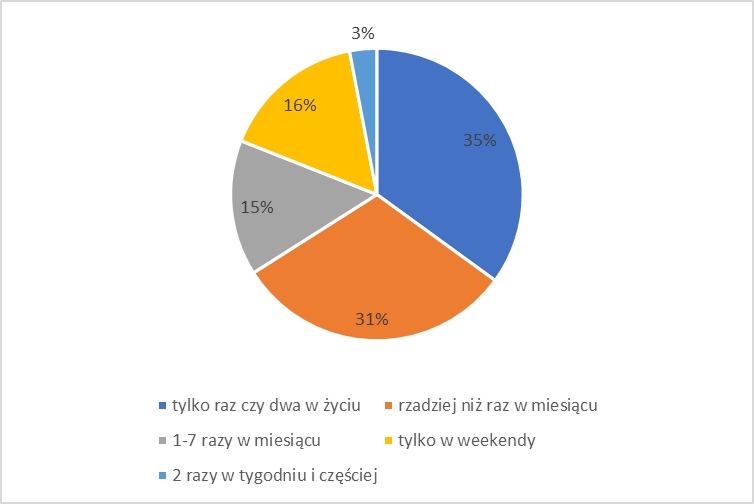 3%
16%
35%
15%
31%
tylko raz czy dwa w życiu
rzadziej niż raz w miesiącu
1-7 razy w miesiącu
tylko w weekendy
2 razy w tygodniu i częściej